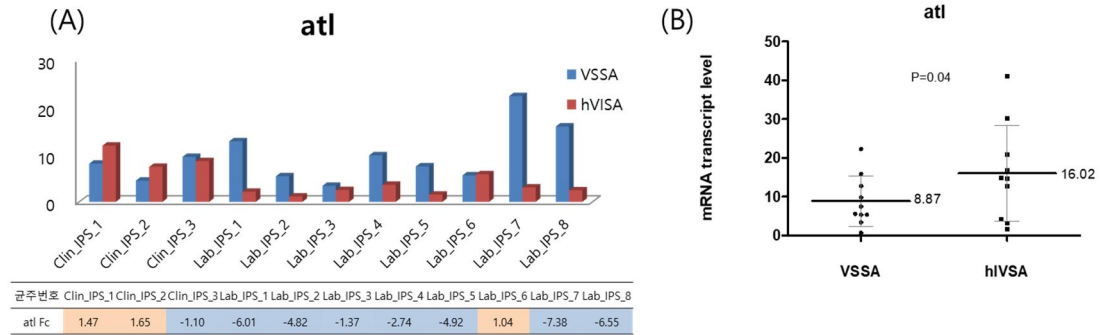 (A)
atl
30
20
10
0
VSSA
hVISA
Clin_IPS_1
Clin_IPS_2
Clin_IPS_3
Lab_IPS_1
Lab_IPS_2
Lab_IPS_3
Lab_IPS_4
Lab_IPS_5
Lab_IPS_6
Lab_IPS_7
Lab_IPS_8
균주번호 Clin_IPS_1 Clin_IPS_2 Clin_IPS_3 Lab_IPS_1 Lab_IPS_2 Lab_IPS_3 Lab_IPS_4 Lab_IPS_5 Lab_IPS_6 Lab_IPS_7 Lab_IPS_8
atl Fc 1.47 1.65 -1.10 -6.01 -4.82 -1.37 -2.74 -4.92 1.04 -7.38 -6.55
(B)
atl
mRNA transcript level
50
40
30
20
10
0
P=0.04
8.87
16.02
VSSA
hIVSA